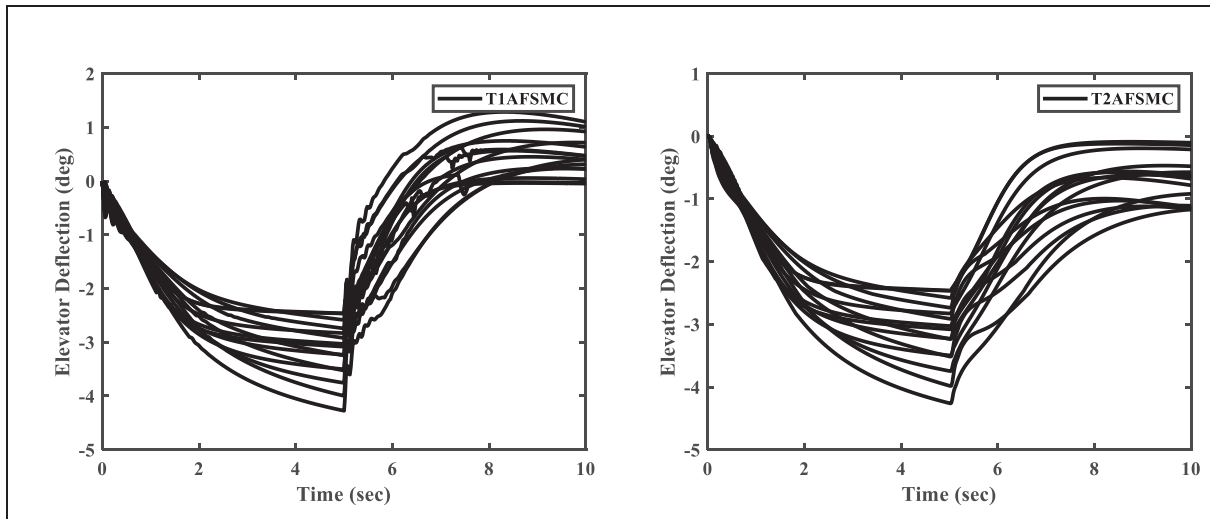 2
1
0
-1
-2
-3
-4
-5
Elevator Deflection (deg)
T1AFSMC
0 2 4 6 8 10
Time (sec)
1
0
-1
-2
-3
-4
-5
Elevator Deflection (deg)
T2AFSMC
0 2 4 6 8 10
Time (sec)